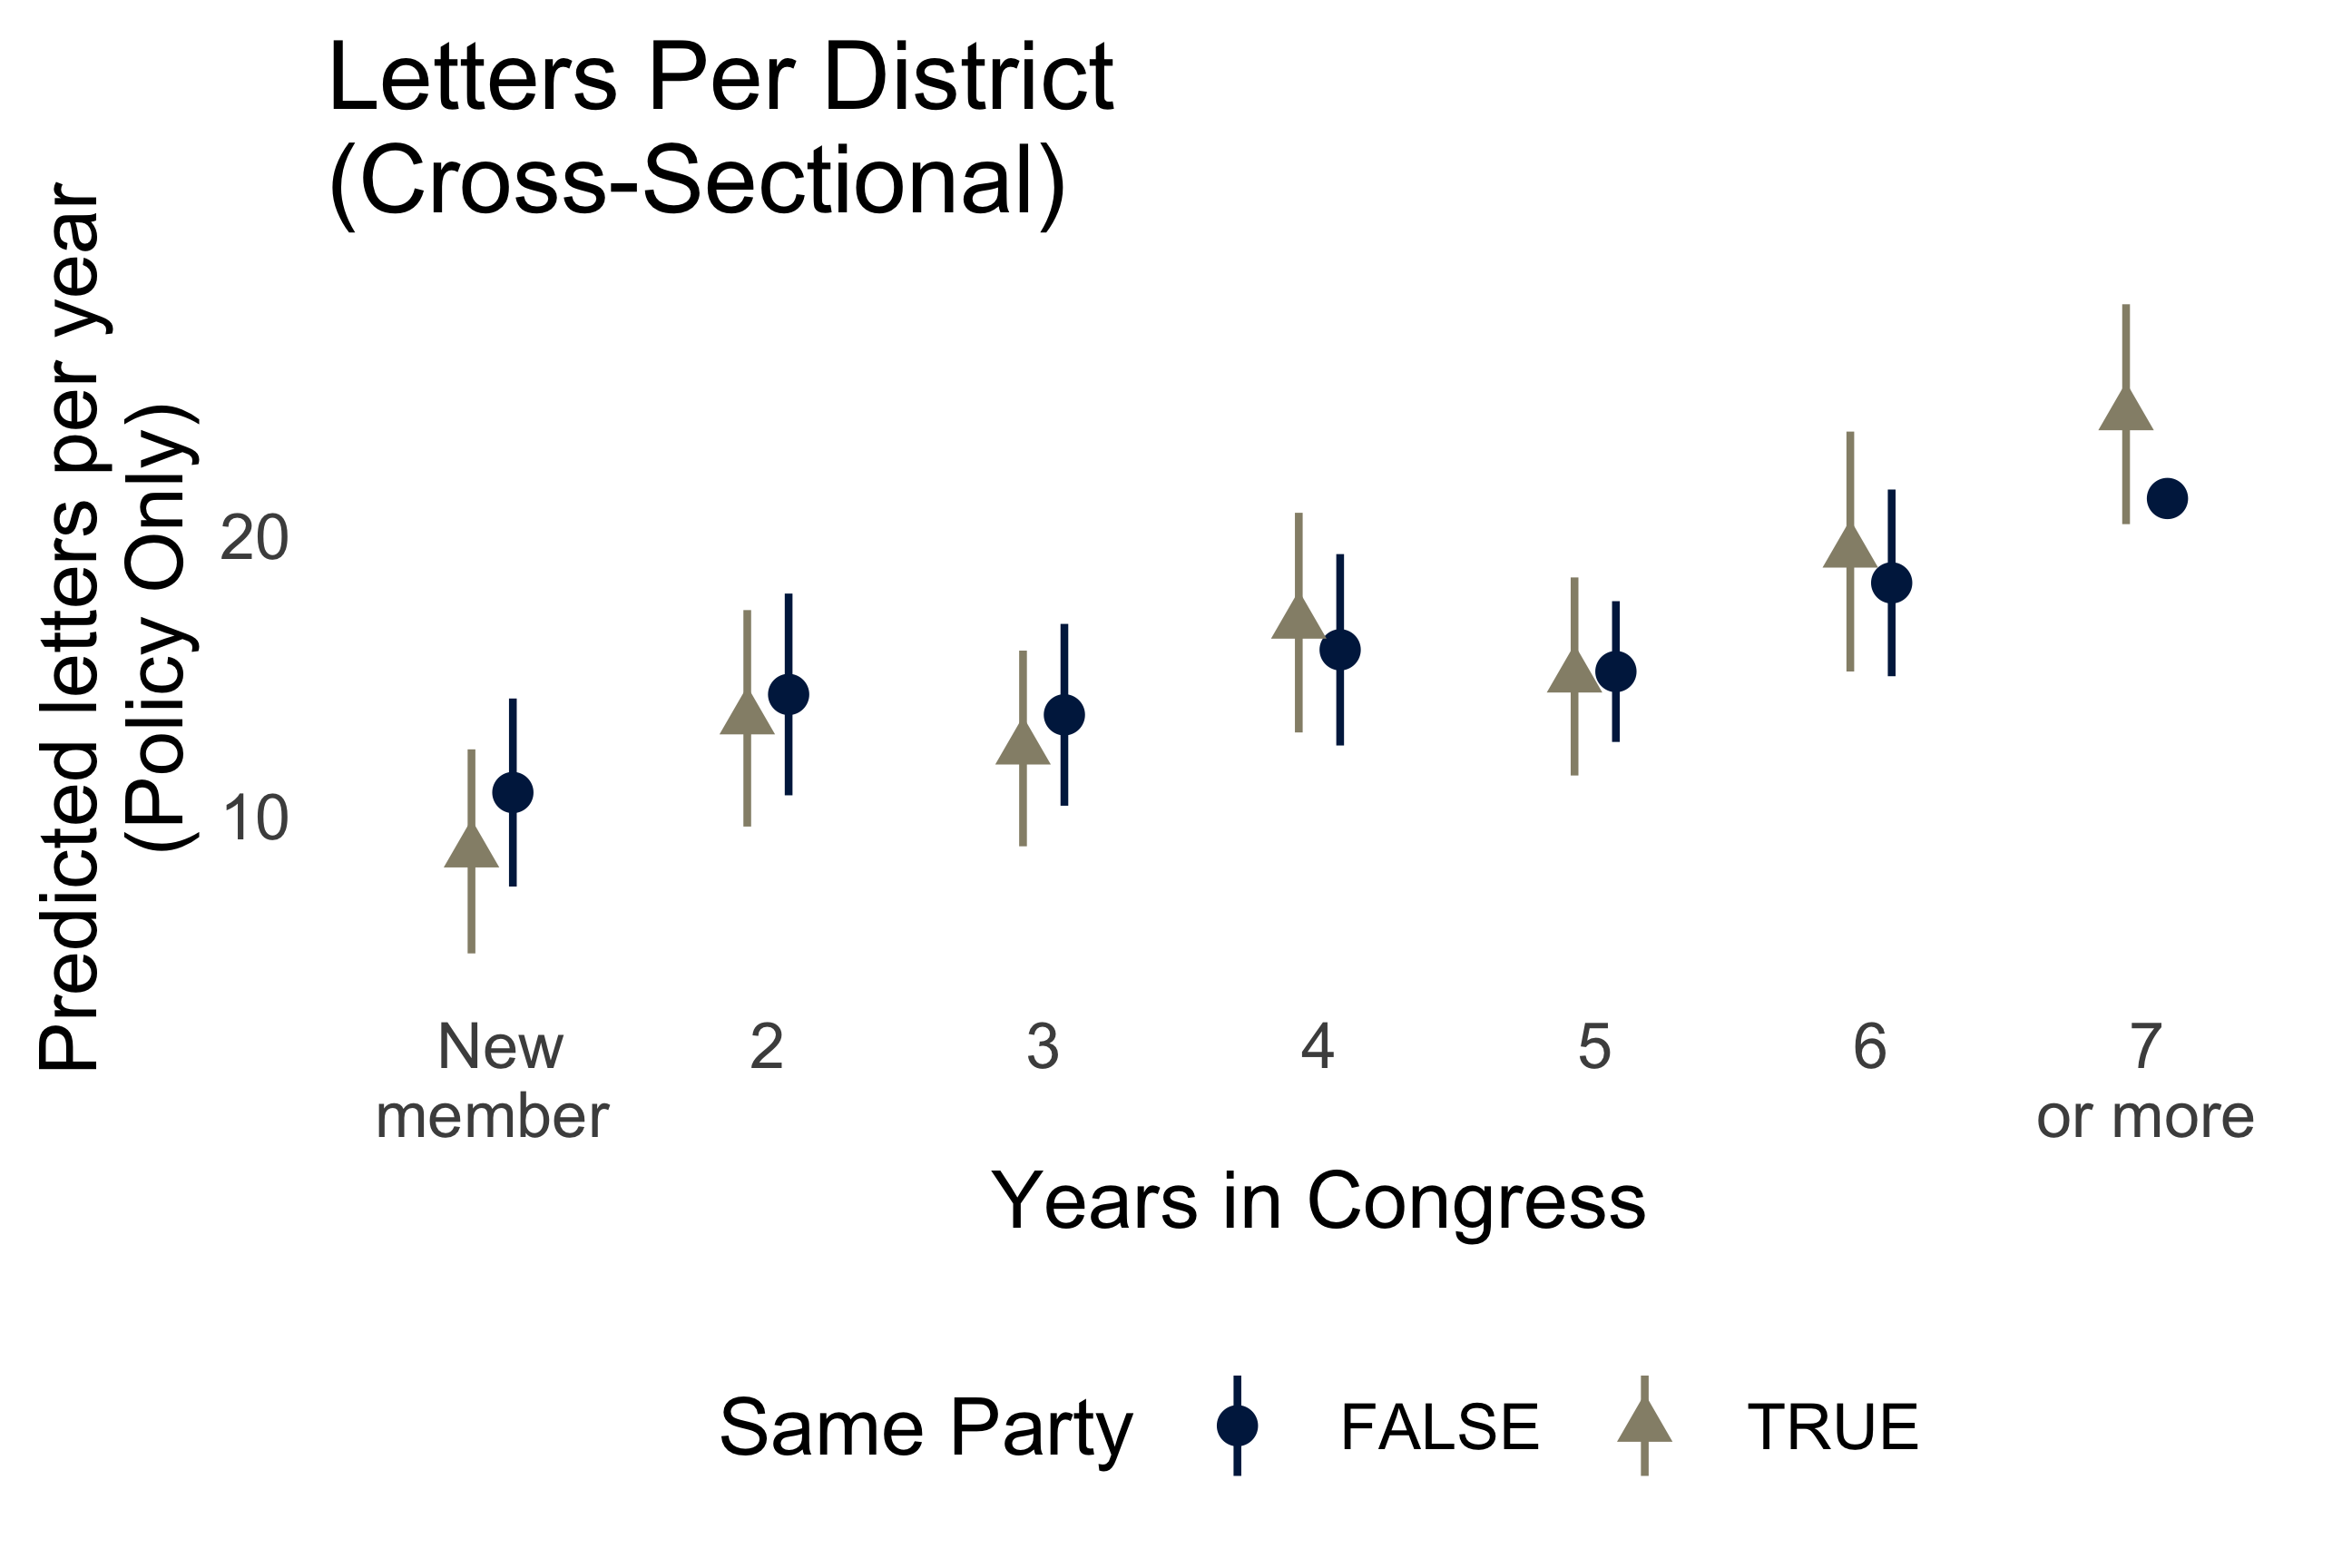 Letters Per District
(Cross-Sectional)
Predicted letters per year
(Policy Only)
20
10
New
member
2
3
4
5
6
7
or more
Years in Congress
Same Party
FALSE
TRUE